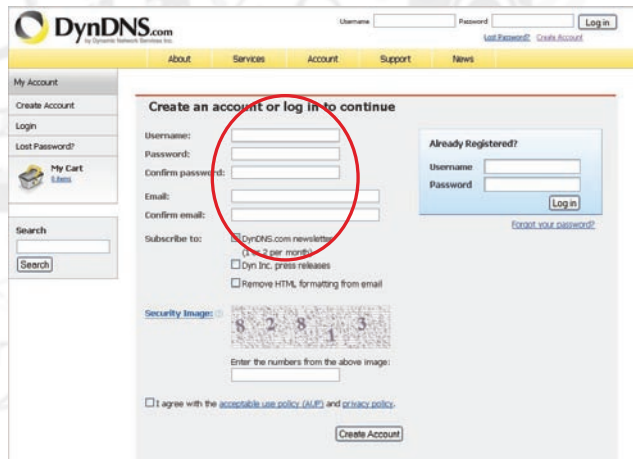 DynDNS.com
by Dynamic Network Services Inc.
Username Password Log in
Lost Password? Create Account
About Services Account Support News
My Account
Create Account
Login
Lost Password?
My Cart
0 items
Search
Search
Create an account or log in to continue
Username:
Password:
Confirm password:
Email:
Confirm email:
Subscribe to: DynDNS.com newsletter
(1 or 2 per month)
Dyn Inc. press releases
Remove HTML formatting from email
Security Image:
8 2 8 1 3
Enter the numbers from the above image:
I agree with the acceptable use policy (AUP) and privacy policy.
Create Account
Already Registered?
Username
Password
Log in
Forgot your password?